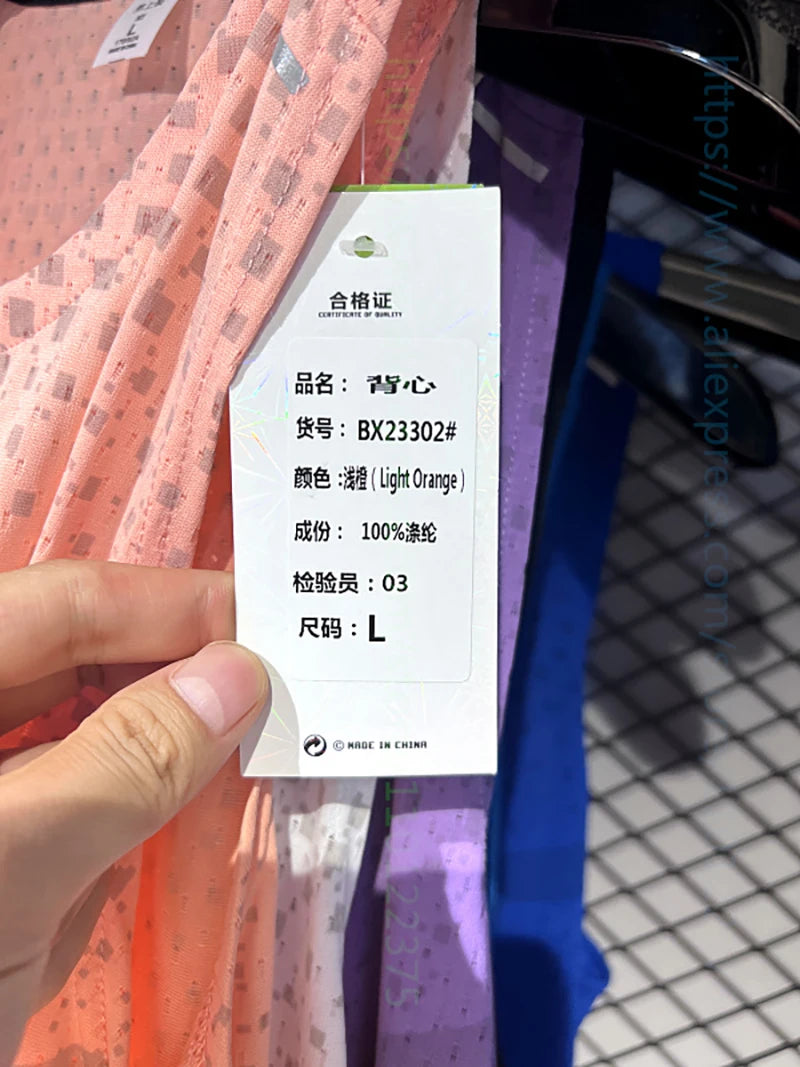 L
合格证
CERTIFICATE OF QUALITY
品名： 背心
货号： BX23302#
颜色 :浅橙 ( Light Orange )
成份： 100%涤纶
检验员：03
尺码： L
© MADE IN CHINA
https://www.aliexpress.com/